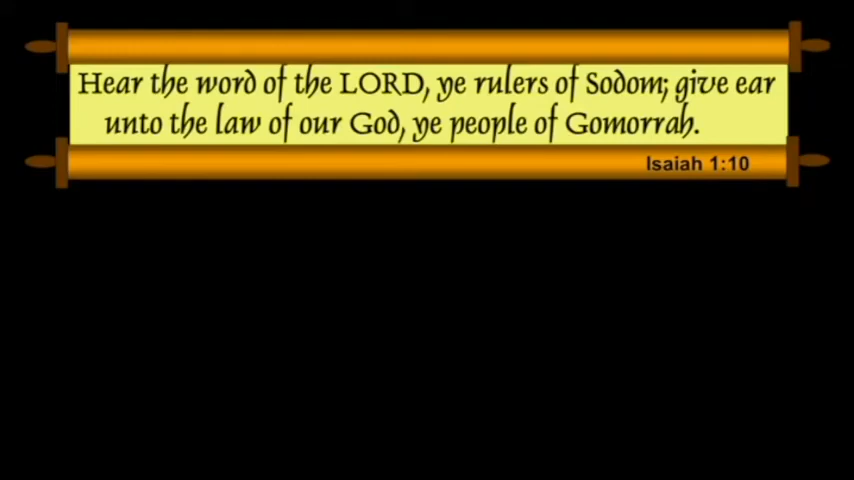 Hear the word of the LORD, ye rulers of Sodom; give ear
unto the law of our God, ye people of Gomorrah.
Isaiah 1:10